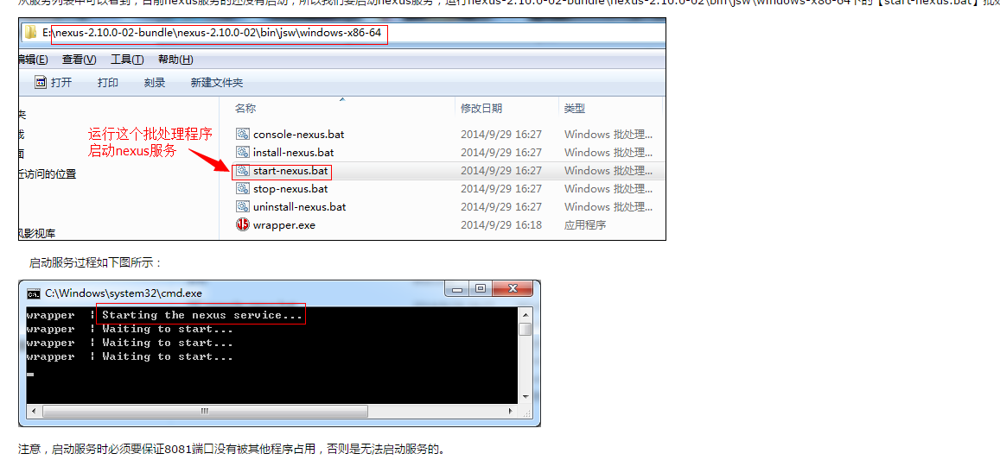 从服务列表中可以看到，目前nexus服务的还没有启动，所以我们要启动nexus服务，运行nexus-2.10.0-02-bundle\nexus-2.10.0-02\bin\jsw\windows-x86-64下的【start-nexus.bat】批处
E:\nexus-2.10.0-02-bundle\nexus-2.10.0-02\bin\jsw\windows-x86-64
编辑(E) 查看(V) 工具(T) 帮助(H)
打开 打印 刻录 新建文件夹
名称 修改日期 类型
夹
console-nexus.bat 2014/9/29 16:27 Windows 批处理...
运行这个批处理程序
install-nexus.bat 2014/9/29 16:27 Windows 批处理...
面
启动nexus服务
start-nexus.bat 2014/9/29 16:27 Windows 批处理...
近访问的位置
stop-nexus.bat 2014/9/29 16:27 Windows 批处理...
uninstall-nexus.bat 2014/9/29 16:27 Windows 批处理...
wrapper.exe 2014/9/29 16:18 应用程序
风影视库
启动服务过程如下图所示：
C:\Windows\system32\cmd.exe
wrapper | Starting the nexus service...
wrapper | Waiting to start...
wrapper | Waiting to start...
wrapper | Waiting to start...
注意，启动服务时必须要保证8081端口没有被其他程序占用，否则是无法启动服务的。